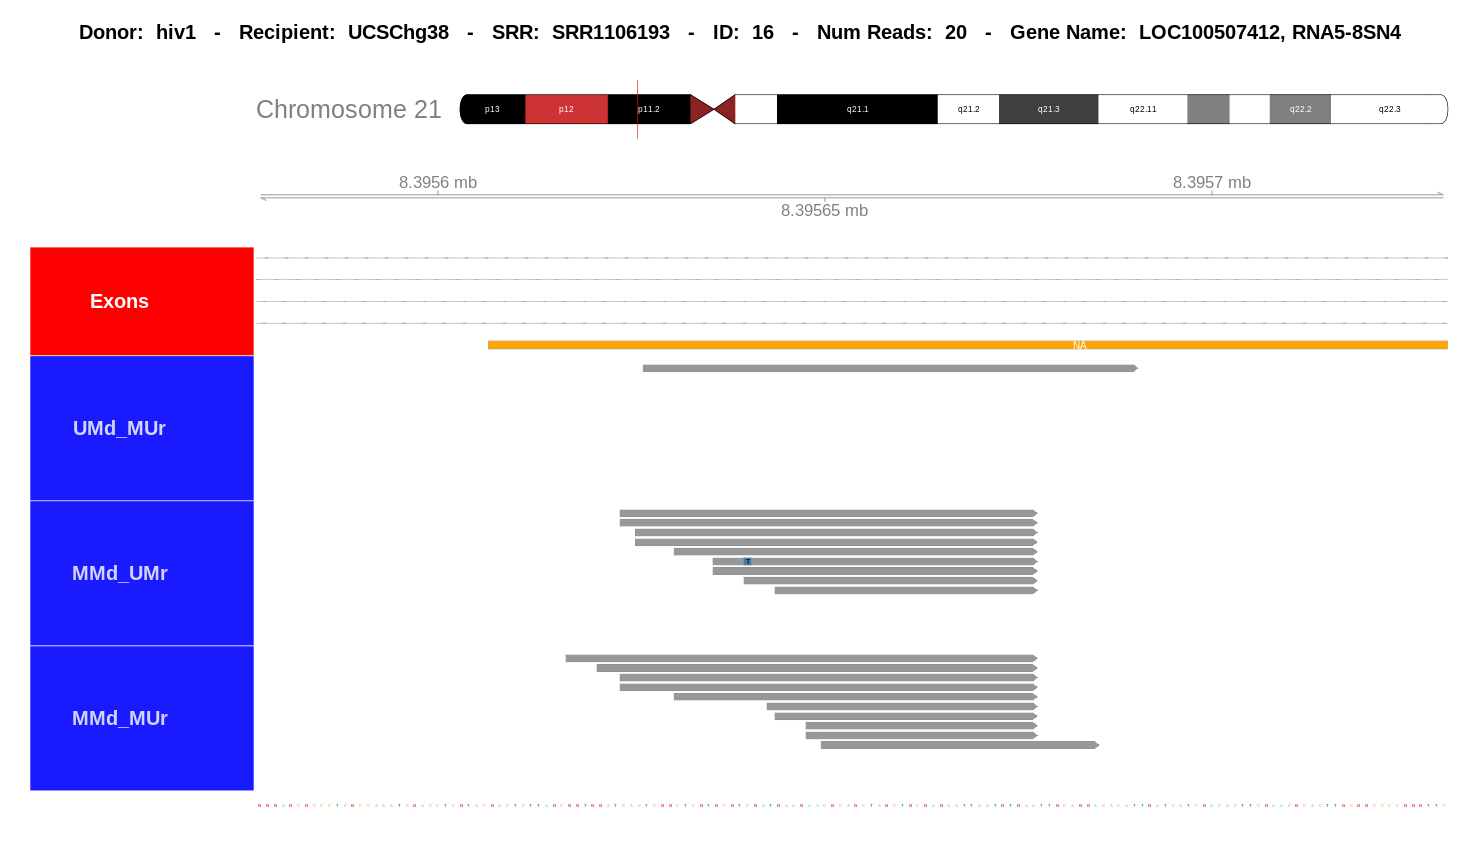 Donor: hiv1 - Recipient: UCSChg38 - SRR: SRR1106193 - ID: 16 - Num Reads: 20 - Gene Name: LOC100507412, RNA5-8SN4
Chromosome 21
p13 p12 p11.2 q21.1 q21.2 q21.3 q22.11 q22.2 q22.3
8.3956 mb 8.3957 mb
8.39565 mb
Exons
NA
UMd_MUr
MMd_UMr
T
MMd_MUr